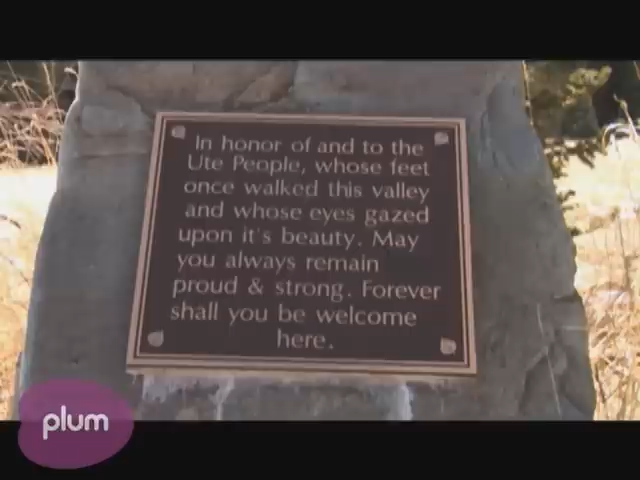 In honor of and to the
Ute People, whose feet
once walked this valley
and whose eyes gazed
upon it's beauty. May
you always remain
proud & strong. Forever
shall you be welcome
here.
plum